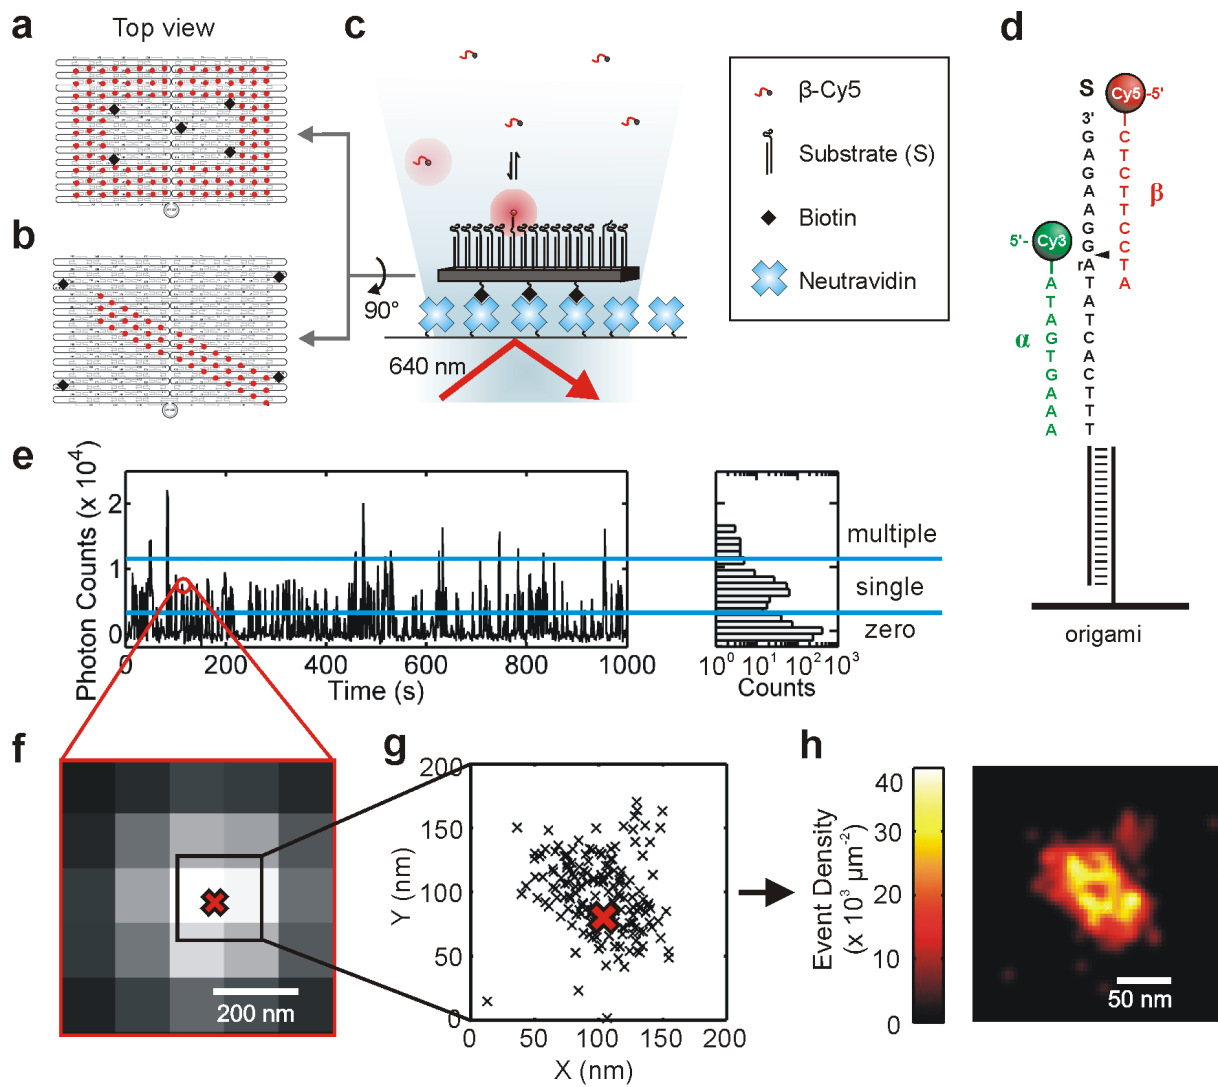 a
Top view
b
c
β-Cy5
Substrate (S)
Biotin
Neutravidin
90°
640 nm
d
S
Cy5
-5'
3'
G
A
G
A
A
G
G
rA
T
A
T
C
A
C
T
T
T
C
T
C
T
T
C
C
T
A
β
5'-
Cy3
A
T
A
G
T
G
A
A
A
α
origami
e
Photon Counts (x 10⁴)
2
1
0
0
200
400
600
800
1000
Time (s)
multiple
single
zero
10⁰
10¹
10²
10³
Counts
f
200 nm
g
200
150
100
50
0
Y (nm)
0
50
100
150
200
X (nm)
h
Event Density
(x 10³ μm⁻²)
40
30
20
10
0
50 nm